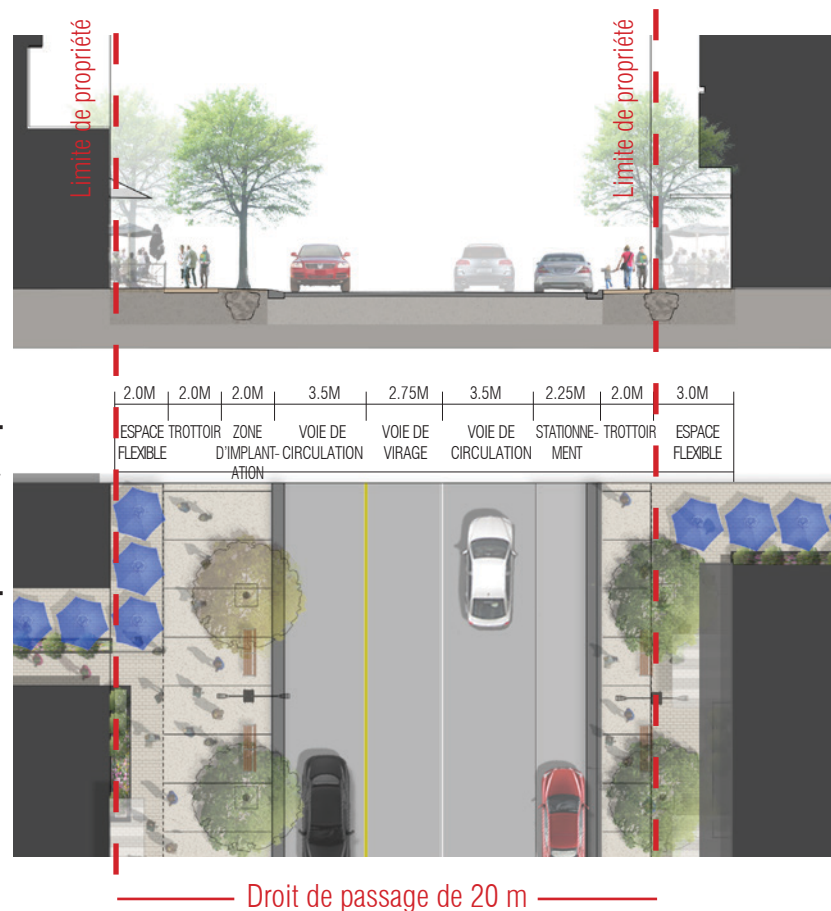 Limite de propriété
Limite de propriété
2.0M 2.0M 2.0M 3.5M 2.75M 3.5M 2.25M 2.0M 3.0M
ESPACE TROTTOIR ZONE VOIE DE VOIE DE VOIE DE STATIONNE- TROTTOIR ESPACE
FLEXIBLE D'IMPLANT- CIRCULATION VIRAGE CIRCULATION MENT FLEXIBLE
ATION
Droit de passage de 20 m